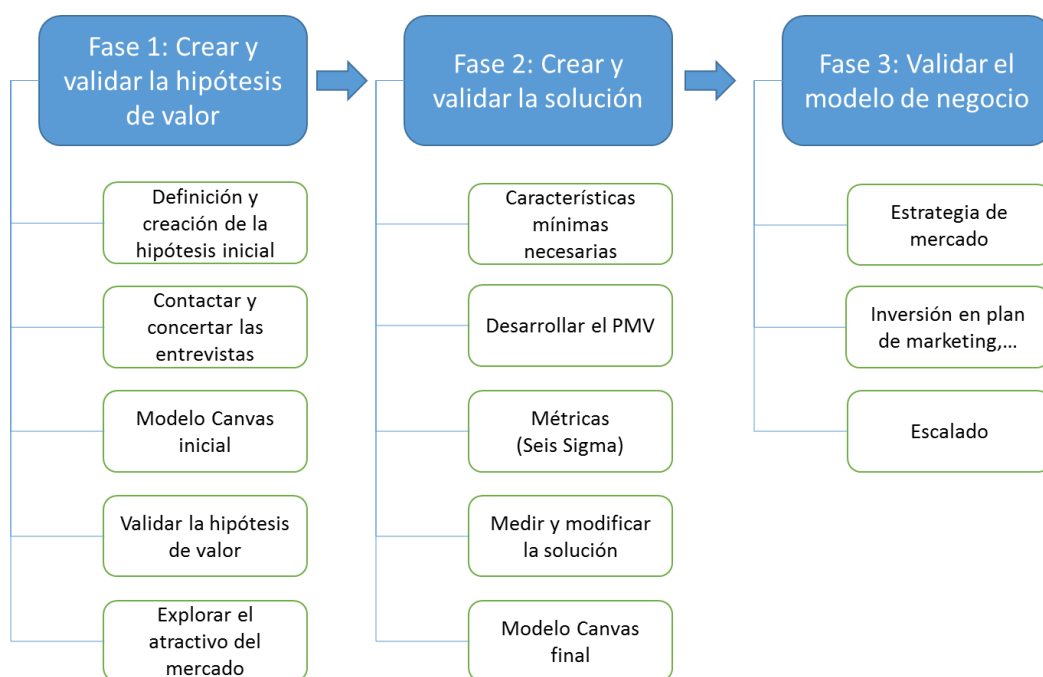 Fase 1: Crear y
validar la hipótesis
de valor
Definición y
creación de la
hipótesis inicial
Contactar y
concertar las
entrevistas
Modelo Canvas
inicial
Validar la hipótesis
de valor
Explorar el
atractivo del
mercado
Fase 2: Crear y
validar la solución
Características
mínimas
necesarias
Desarrollar el PMV
Métricas
(Seis Sigma)
Medir y modificar
la solución
Modelo Canvas
final
Fase 3: Validar el
modelo de negocio
Estrategia de
mercado
Inversión en plan
de marketing,...
Escalado